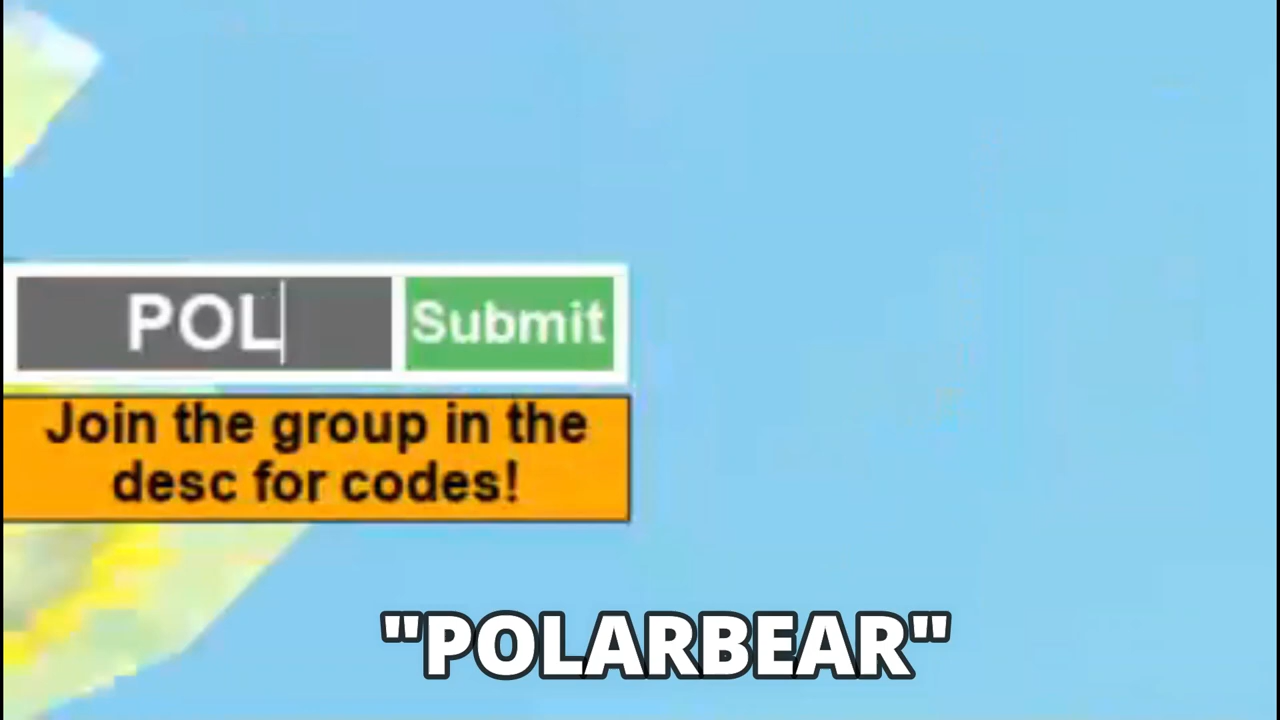 POL
Submit
Join the group in the
desc for codes!
"POLARBEAR"